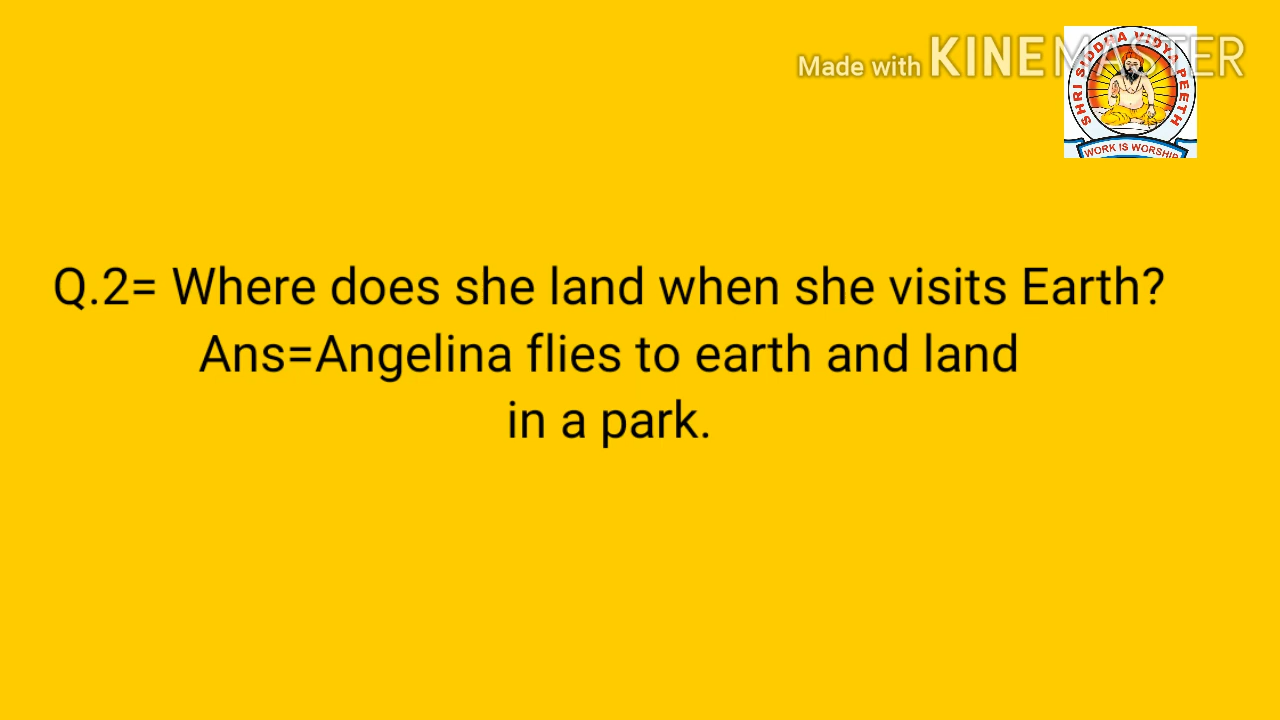 Made with KINEMASTER
SHRI SIDDHA VIDYA PEETH
WORK IS WORSHIP
Q.2= Where does she land when she visits Earth?
Ans=Angelina flies to earth and land
in a park.